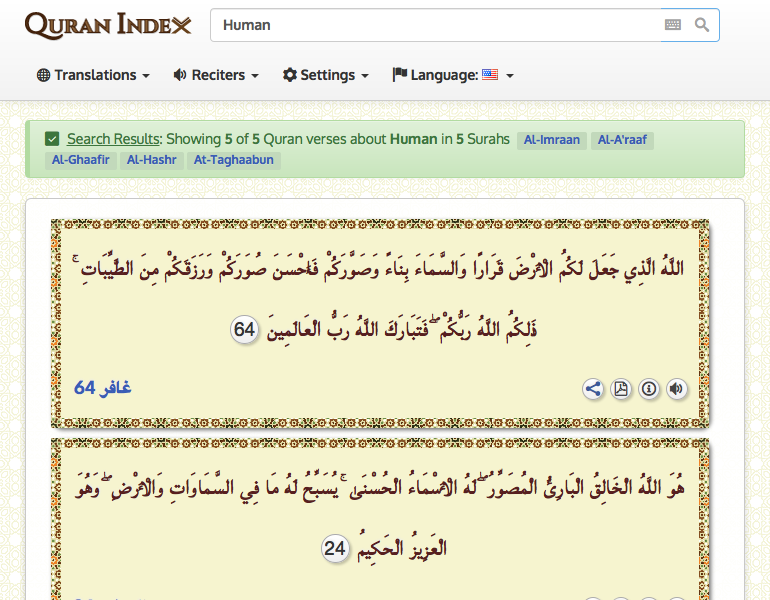 QURAN INDEX
Human
Translations Reciters Settings Language:
Search Results: Showing 5 of 5 Quran verses about Human in 5 Surahs Al-Imraan Al-A'raaf
Al-Ghaafir Al-Hashr At-Taghaabun
اللَّهُ الَّذِي جَعَلَ لَكُمُ الْأَرْضَ قَرَارًا وَالسَّمَاءَ بِنَاءً وَصَوَّرَكُمْ فَأَحْسَنَ صُوَرَكُمْ وَرَزَقَكُمْ مِنَ الطَّيِّبَاتِ ۚ
ذَٰلِكُمُ اللَّهُ رَبُّكُمْ ۖ فَتَبَارَكَ اللَّهُ رَبُّ الْعَالَمِينَ 64
غافر 64
هُوَ اللَّهُ الْخَالِقُ الْبَارِئُ الْمُصَوِّرُ ۖ لَهُ الْأَسْمَاءُ الْحُسْنَىٰ ۚ يُسَبِّحُ لَهُ مَا فِي السَّمَاوَاتِ وَالْأَرْضِ ۖ وَهُوَ
الْعَزِيزُ الْحَكِيمُ 24